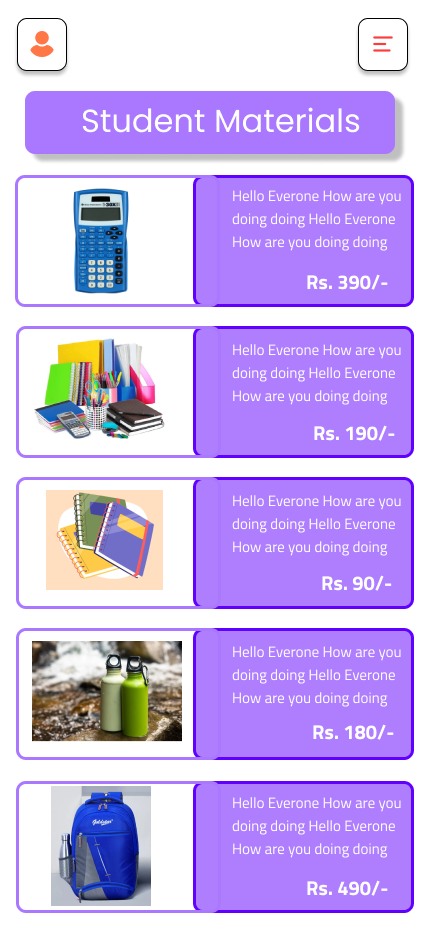 Student Materials
Hello Everone How are you
doing doing Hello Everone
How are you doing doing
Rs. 390/-
Hello Everone How are you
doing doing Hello Everone
How are you doing doing
Rs. 190/-
Hello Everone How are you
doing doing Hello Everone
How are you doing doing
Rs. 90/-
Hello Everone How are you
doing doing Hello Everone
How are you doing doing
Rs. 180/-
Hello Everone How are you
doing doing Hello Everone
How are you doing doing
Rs. 490/-